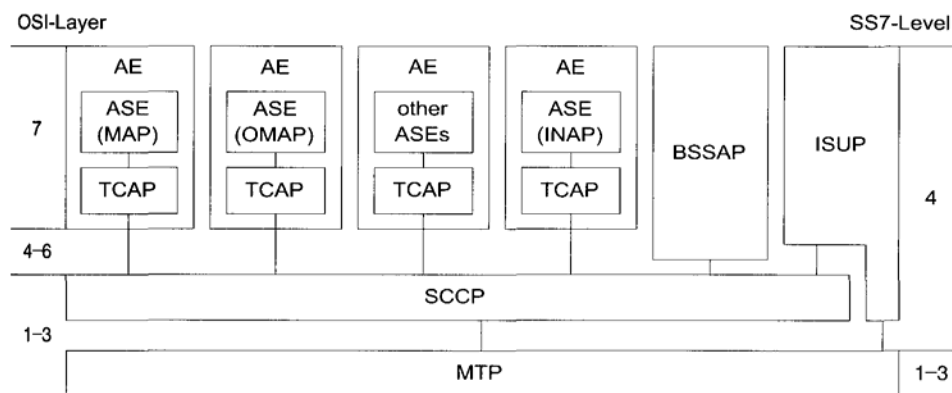 OSI-Layer
SS7-Level
AE
AE
AE
AE
ASE
(MAP)
ASE
(OMAP)
other
ASEs
ASE
(INAP)
7
BSSAP
ISUP
TCAP
TCAP
TCAP
TCAP
4
4–6
SCCP
1–3
MTP
1–3